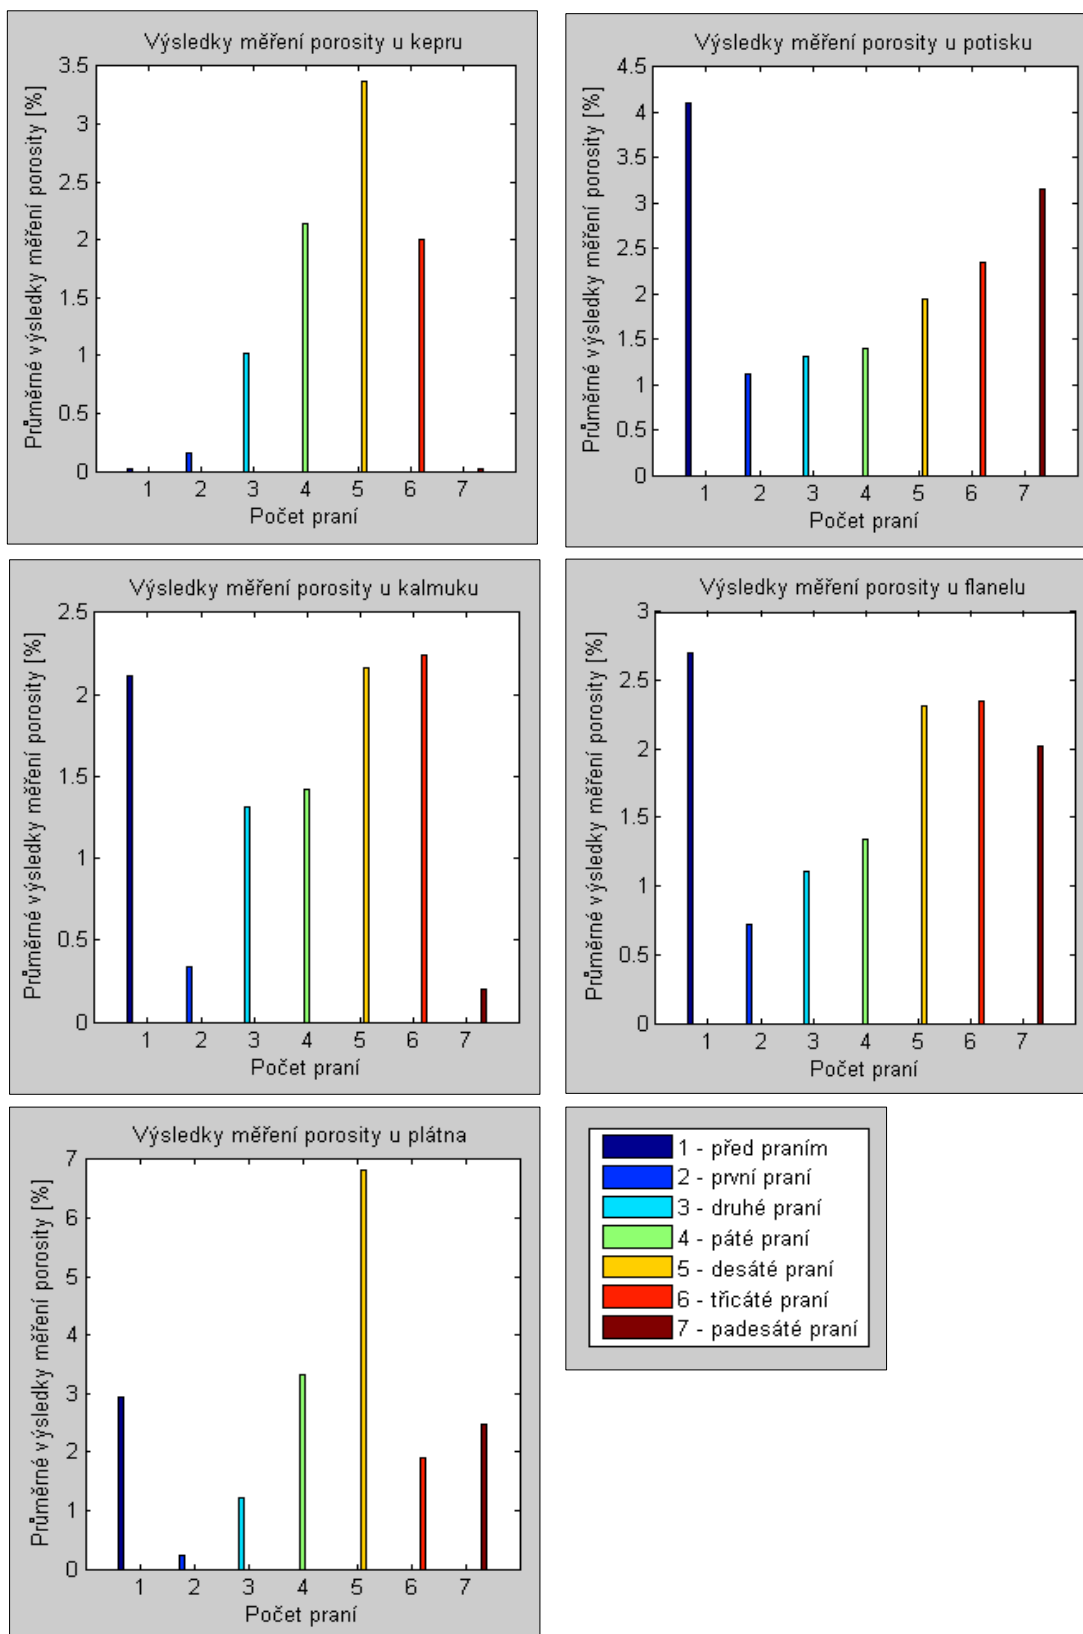 Výsledky měření porosity u kepru
Průměrné výsledky měření porosity [%]
3.5
3
2.5
2
1.5
1
0.5
0
1 2 3 4 5 6 7
Počet praní
Výsledky měření porosity u potisku
Průměrné výsledky měření porosity [%]
4.5
4
3.5
3
2.5
2
1.5
1
0.5
0
1 2 3 4 5 6 7
Počet praní
Výsledky měření porosity u kalmuku
Průměrné výsledky měření porosity [%]
2.5
2
1.5
1
0.5
0
1 2 3 4 5 6 7
Počet praní
Výsledky měření porosity u flanelu
Průměrné výsledky měření porosity [%]
3
2.5
2
1.5
1
0.5
0
1 2 3 4 5 6 7
Počet praní
Výsledky měření porosity u plátna
Průměrné výsledky měření porosity [%]
7
6
5
4
3
2
1
0
1 2 3 4 5 6 7
Počet praní
1 - před praním
2 - první praní
3 - druhé praní
4 - páté praní
5 - desáté praní
6 - třicáté praní
7 - padesáté praní